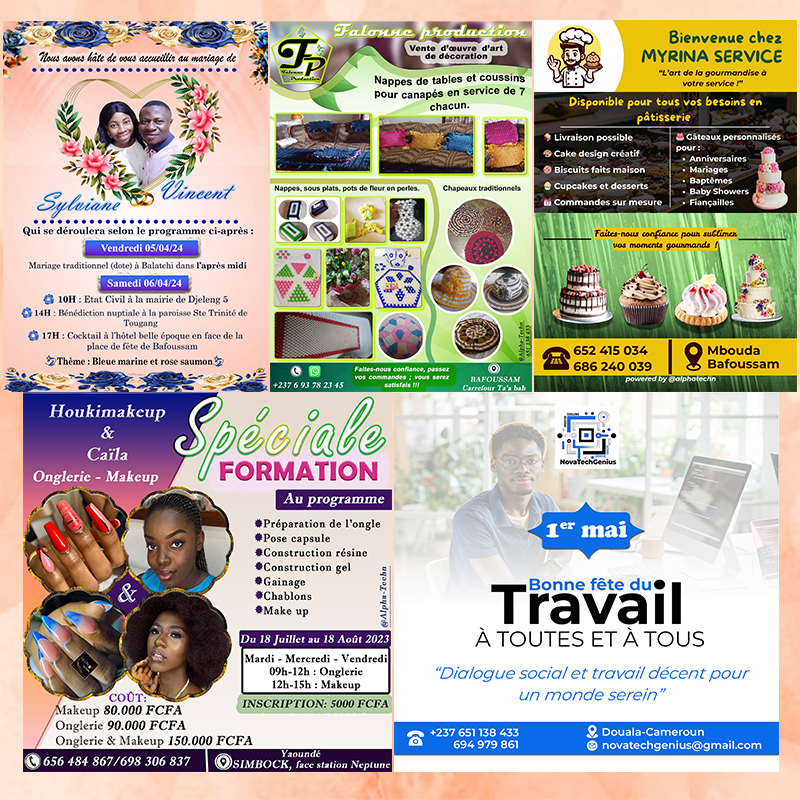 Nous avons hâte de vous accueillir au mariage de
Sylviane
Vincent
Qui se déroulera selon le programme ci-après :
Vendredi 05/04/24
Mariage traditionnel (dote) à Balatchi dans l'après midi
Samedi 06/04/24
10H : Etat Civil à la mairie de Djeleng 5
14H : Bénédiction nuptiale à la paroisse Ste Trinité de
Tougang
17H : Cocktail à l'hôtel belle époque en face de la
place de fête de Bafoussam
Thème : Bleue marine et rose saumon
FP
Falonne
Production
Falonne production
Vente d'œuvre d'art
de décoration
Nappes de tables et coussins
pour canapés en service de 7
chacun.
Nappes, sous plats, pots de fleur en perles.
Chapeaux traditionnels
@Alpha-Techn
651 138 433
+237 6 93 78 23 45
Faites-nous confiance, passez
vos commandes ; vous serez
satisfais !!!
BAFOUSSAM
Carrefour Ta'a bah
Bienvenue chez
MYRINA SERVICE
"L'art de la gourmandise à
votre service !"
Disponible pour tous vos besoins en
pâtisserie
Livraison possible
Cake design créatif
Biscuits faits maison
Cupcakes et desserts
Commandes sur mesure
Gâteaux personnalisés
pour :
• Anniversaires
• Mariages
• Baptêmes
• Baby Showers
• Fiançailles
Faites-nous confiance pour sublimer
vos moments gourmands !
652 415 034
686 240 039
Mbouda
Bafoussam
powered by @alphatechn
Houkimakeup
&
Caïla
Onglerie - Makeup
Spéciale
FORMATION
Au programme
Préparation de l'ongle
Pose capsule
Construction résine
Construction gel
Gainage
Chablons
Make up
@Alpha-Techn
&
Du 18 Juillet au 18 Août 2023
Mardi - Mercredi - Vendredi
09h-12h : Onglerie
12h-15h : Makeup
INSCRIPTION: 5000 FCFA
COÛT:
Makeup 80.000 FCFA
Onglerie 90.000 FCFA
Onglerie & Makeup 150.000 FCFA
656 484 867/698 306 837
Yaoundé
SIMBOCK, face station Neptune
NovaTechGenius
1er mai
Bonne fête du
Travail
À TOUTES ET À TOUS
"Dialogue social et travail décent pour
un monde serein"
+237 651 138 433
694 979 861
Douala-Cameroun
novatechgenius@gmail.com